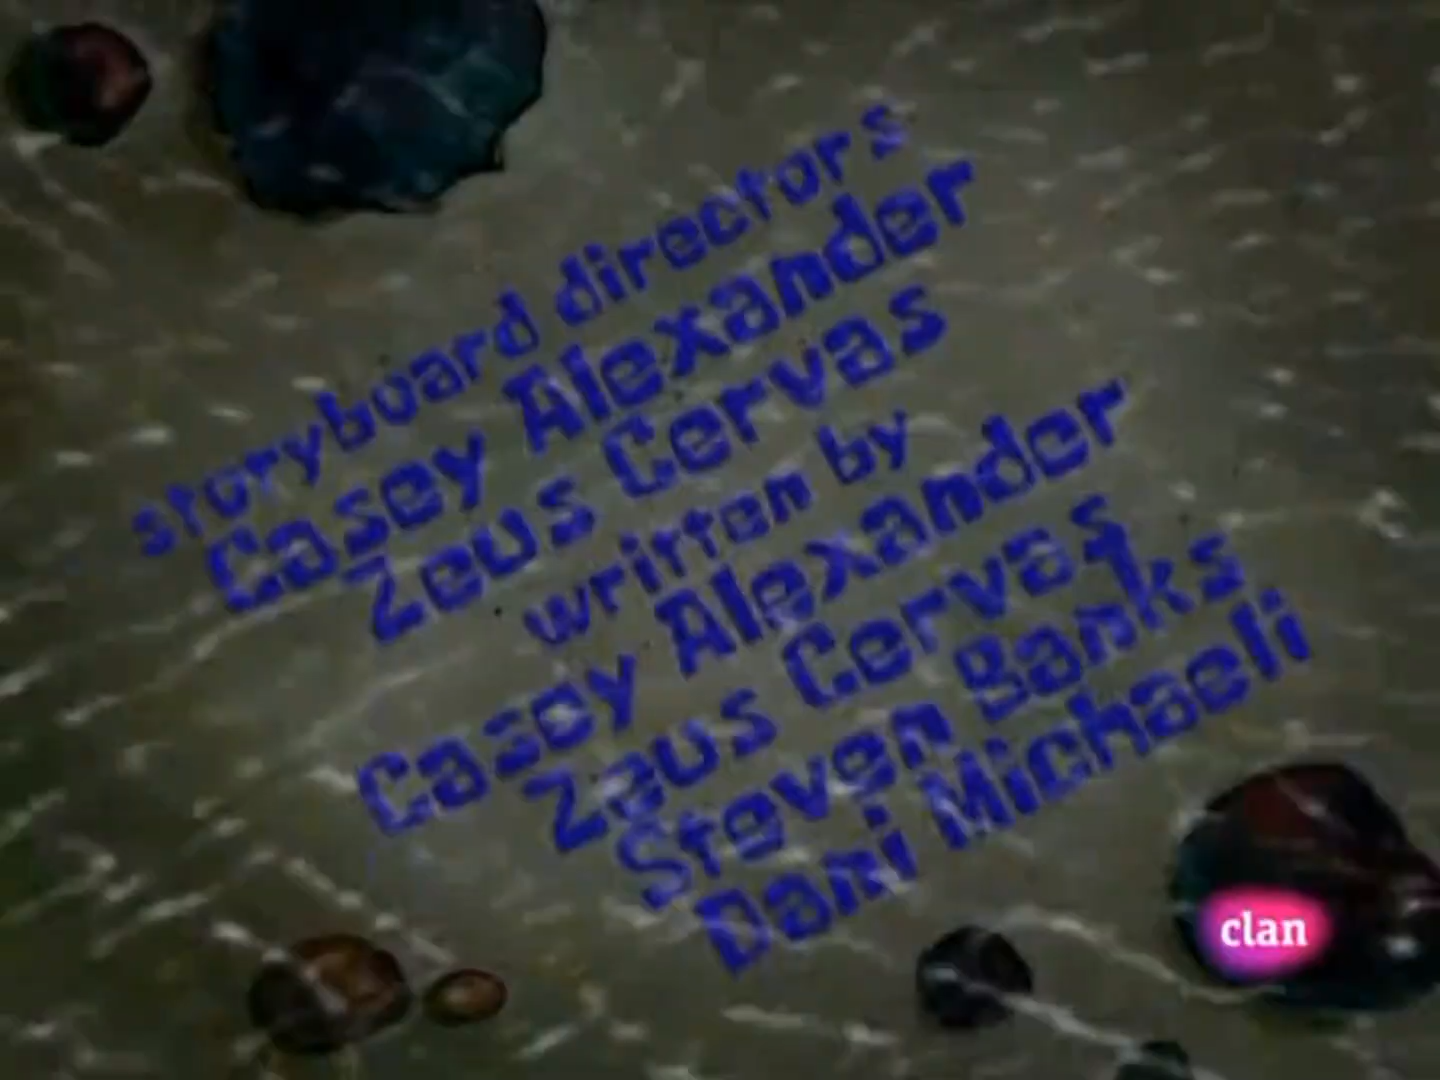 storyboard directors
Casey Alexander
Zeus Cervas
written by
Casey Alexander
Zeus Cervas
Steven Banks
Dani Michaeli
clan